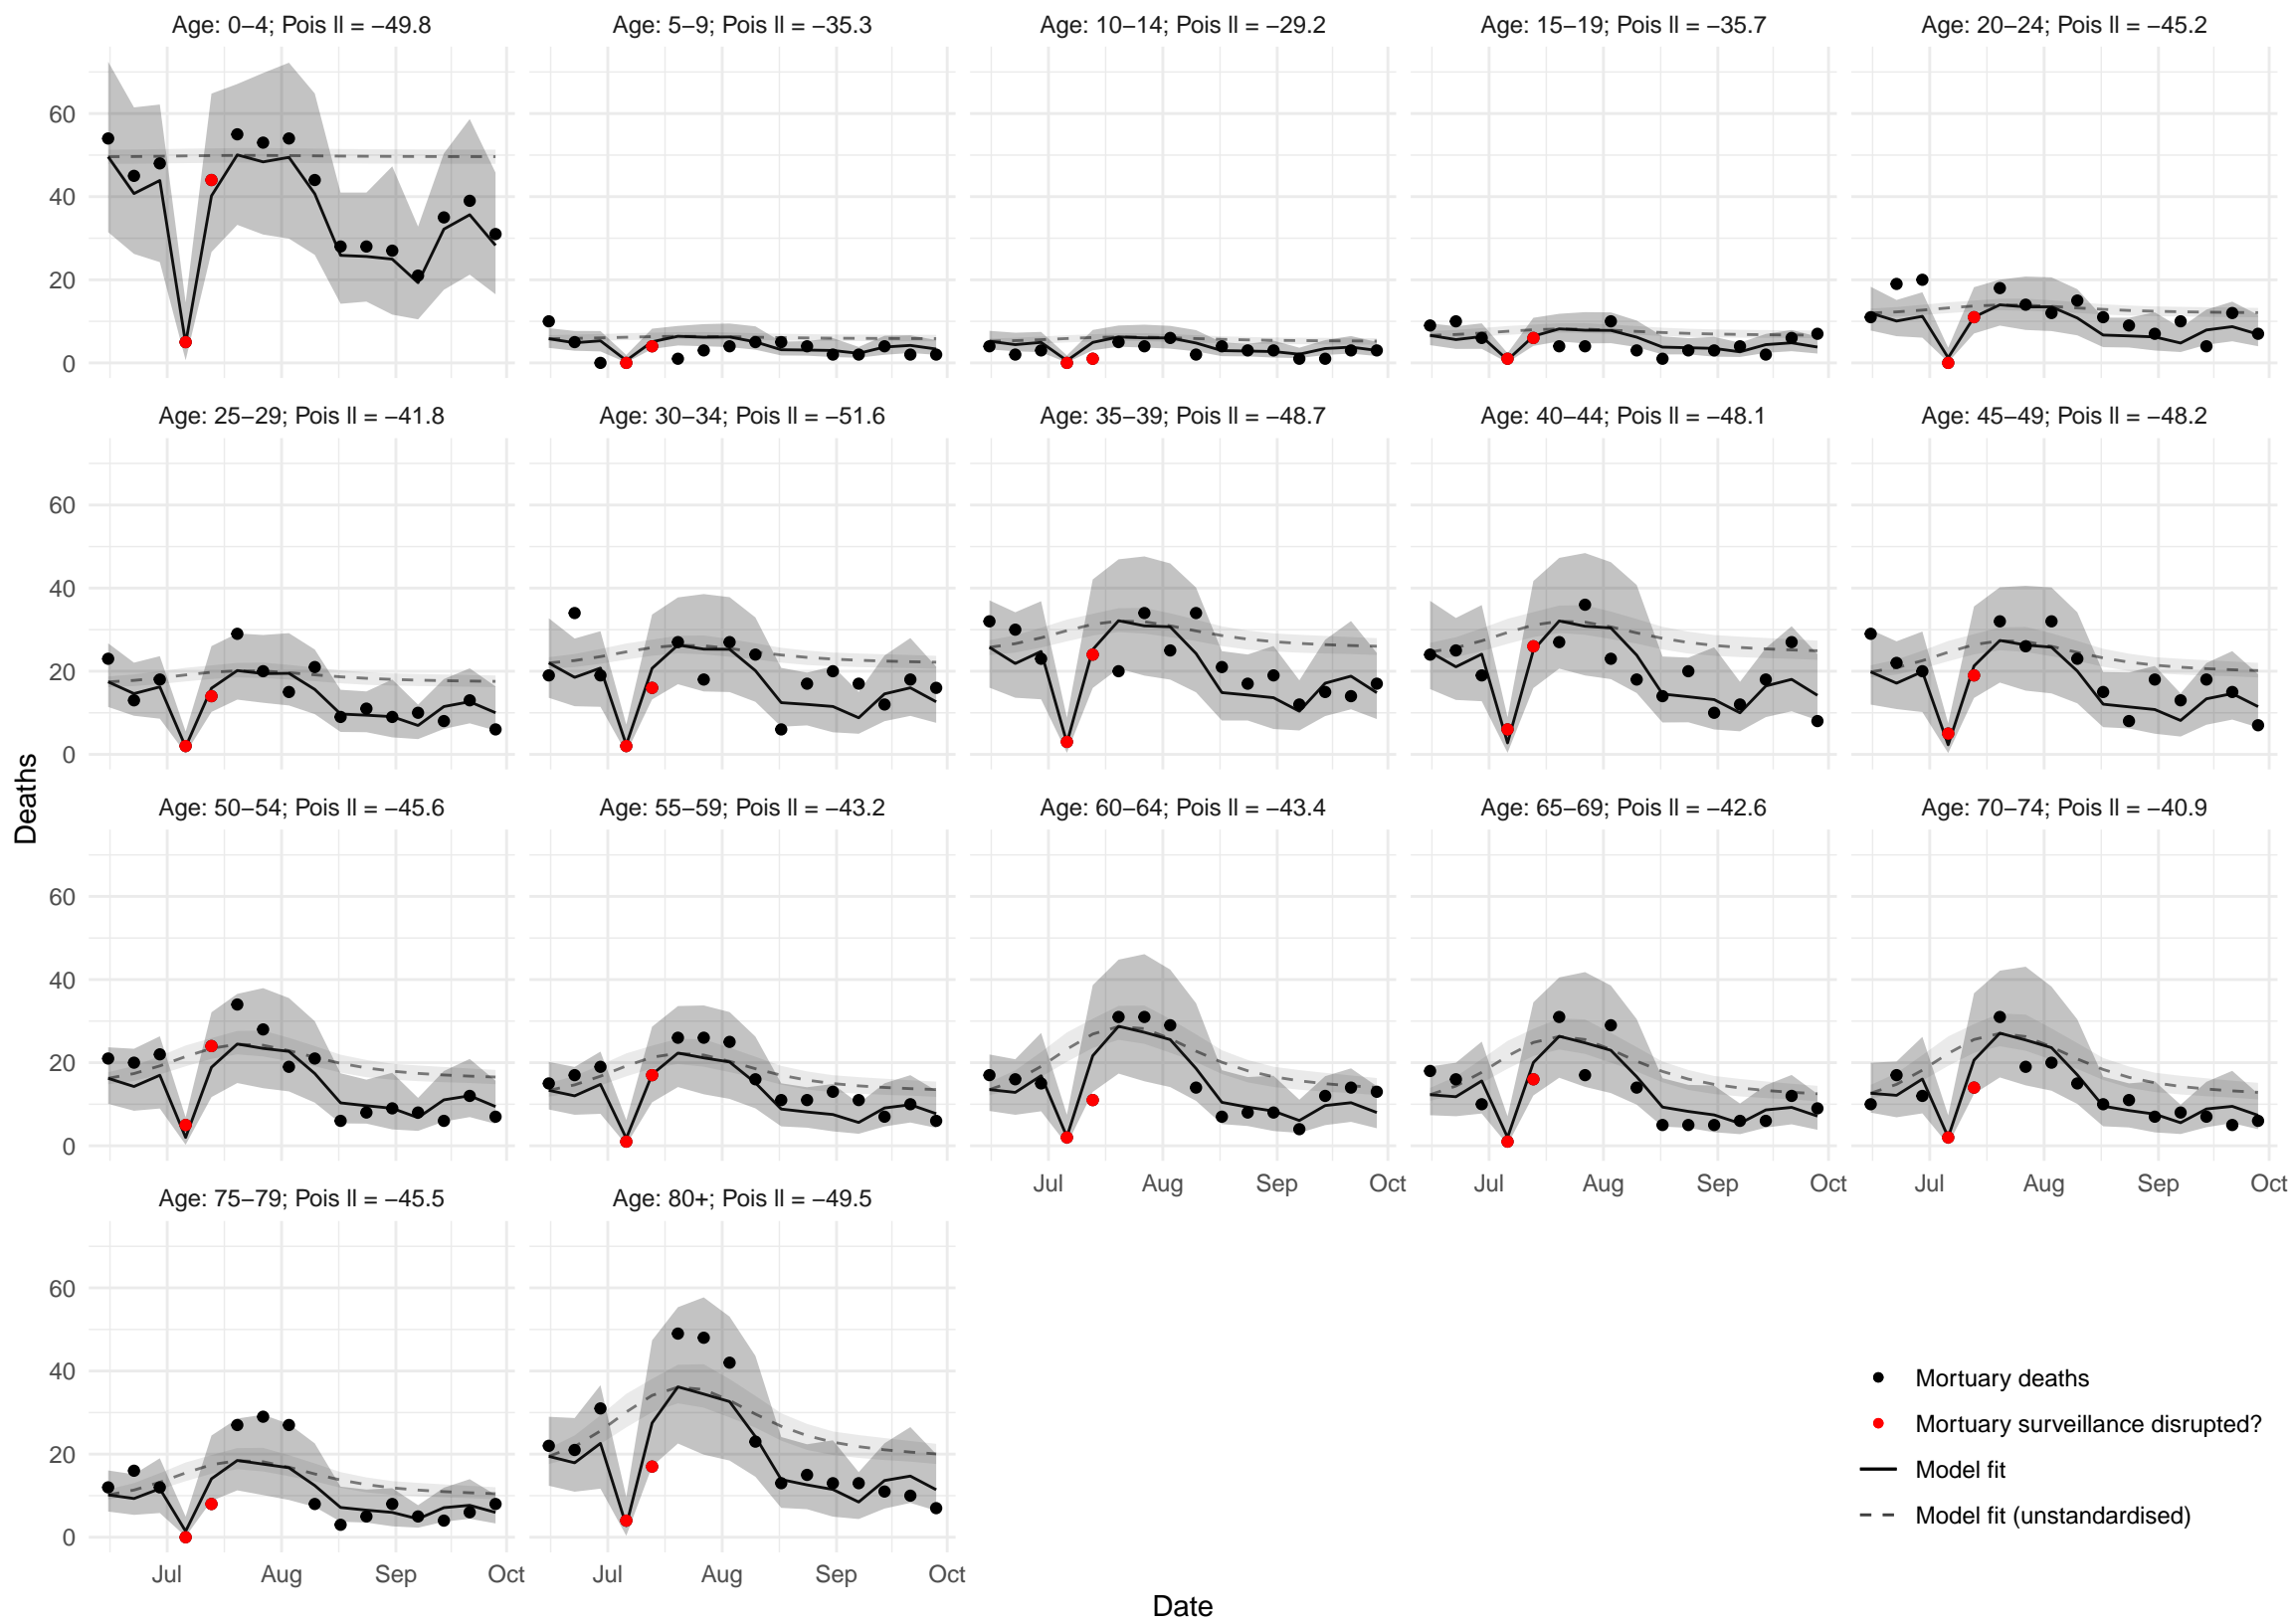 Age: 0−4; Pois ll = −49.8
Age: 5−9; Pois ll = −35.3
Age: 10−14; Pois ll = −29.2
Age: 15−19; Pois ll = −35.7
Age: 20−24; Pois ll = −45.2
60
40
20
0
Age: 25−29; Pois ll = −41.8
Age: 30−34; Pois ll = −51.6
Age: 35−39; Pois ll = −48.7
Age: 40−44; Pois ll = −48.1
Age: 45−49; Pois ll = −48.2
60
40
20
0
Deaths
Age: 50−54; Pois ll = −45.6
Age: 55−59; Pois ll = −43.2
Age: 60−64; Pois ll = −43.4
Age: 65−69; Pois ll = −42.6
Age: 70−74; Pois ll = −40.9
60
40
20
0
Jul Aug Sep Oct
Jul Aug Sep Oct
Jul Aug Sep Oct
Age: 75−79; Pois ll = −45.5
Age: 80+; Pois ll = −49.5
60
40
20
0
Jul Aug Sep Oct
Jul Aug Sep Oct
Mortuary deaths
Mortuary surveillance disrupted?
Model fit
Model fit (unstandardised)
Date